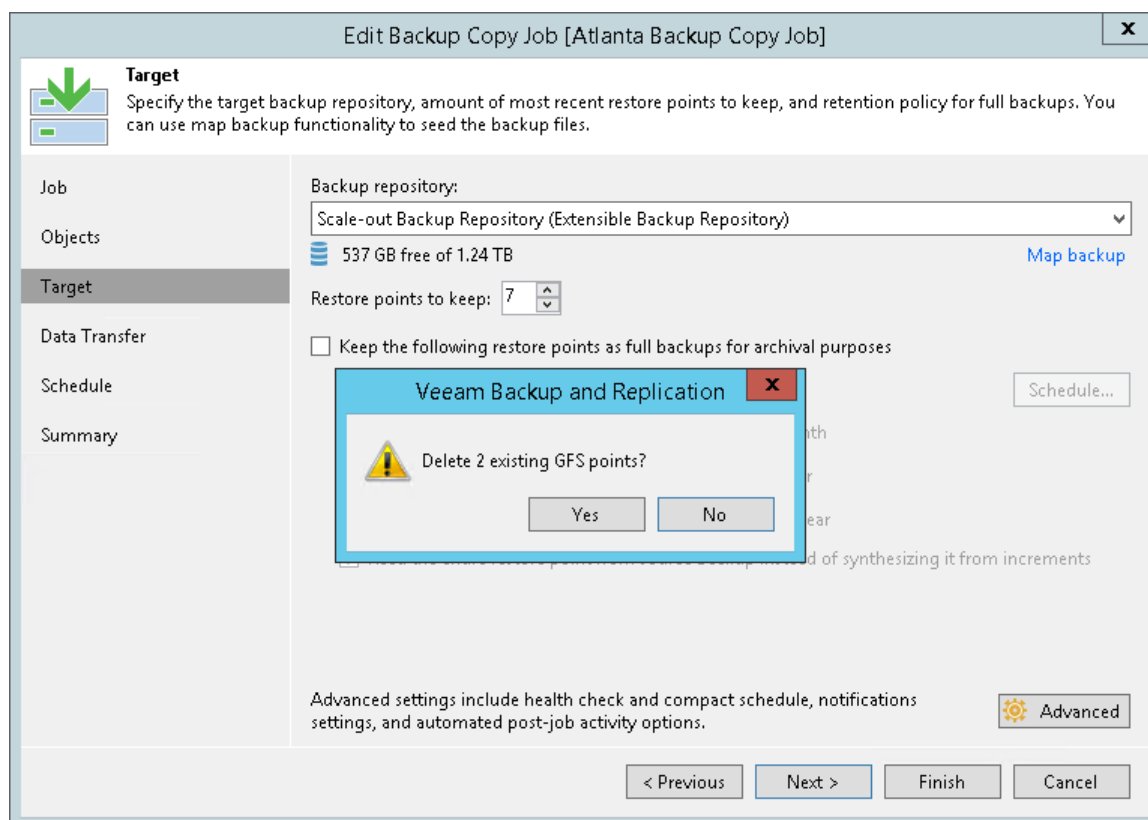 Edit Backup Copy Job [Atlanta Backup Copy Job]
x
Target
Specify the target backup repository, amount of most recent restore points to keep, and retention policy for full backups. You
can use map backup functionality to seed the backup files.
Job
Objects
Target
Data Transfer
Schedule
Summary
Backup repository:
Scale-out Backup Repository (Extensible Backup Repository)
537 GB free of 1.24 TB
Map backup
Restore points to keep: 7
Keep the following restore points as full backups for archival purposes
Schedule...
Veeam Backup and Replication
x
Delete 2 existing GFS points?
Yes
No
of synthesizing it from increments
Advanced settings include health check and compact schedule, notifications
settings, and automated post-job activity options.
Advanced
< Previous
Next >
Finish
Cancel